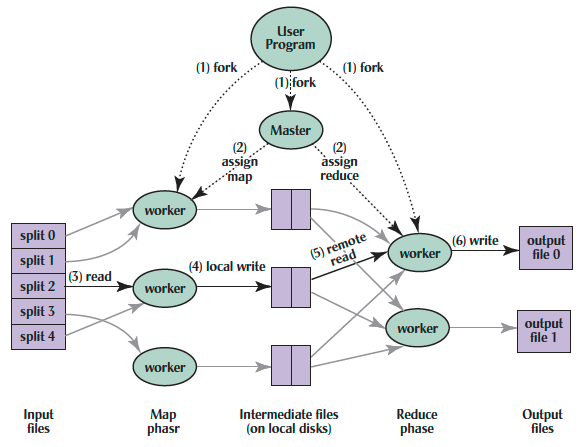 User
Program
(1) fork
(1) fork
(1) fork
Master
(2)
assign
map
(2)
assign
reduce
worker
split 0
split 1
split 2
split 3
split 4
(3) read
worker
(4) local write
worker
(5) remote
read
worker
(6) write
output
file 0
worker
output
file 1
Input
files
Map
phasr
Intermediate files
(on local disks)
Reduce
phase
Output
files